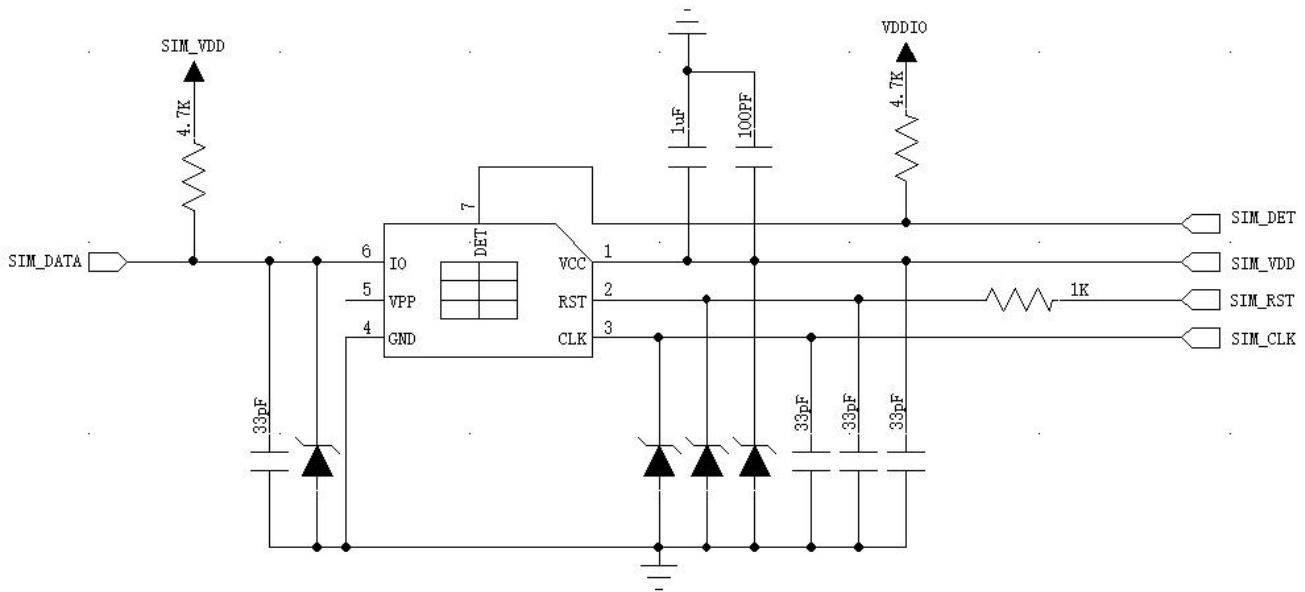 SIM_VDD
VDDIO
4.7K
1uF
100PF
4.7K
7
DET
SIM_DET
SIM_DATA
6
IO
VCC
1
SIM_VDD
5
VPP
RST
2
1K
SIM_RST
4
GND
CLK
3
SIM_CLK
33pF
33pF
33pF
33pF